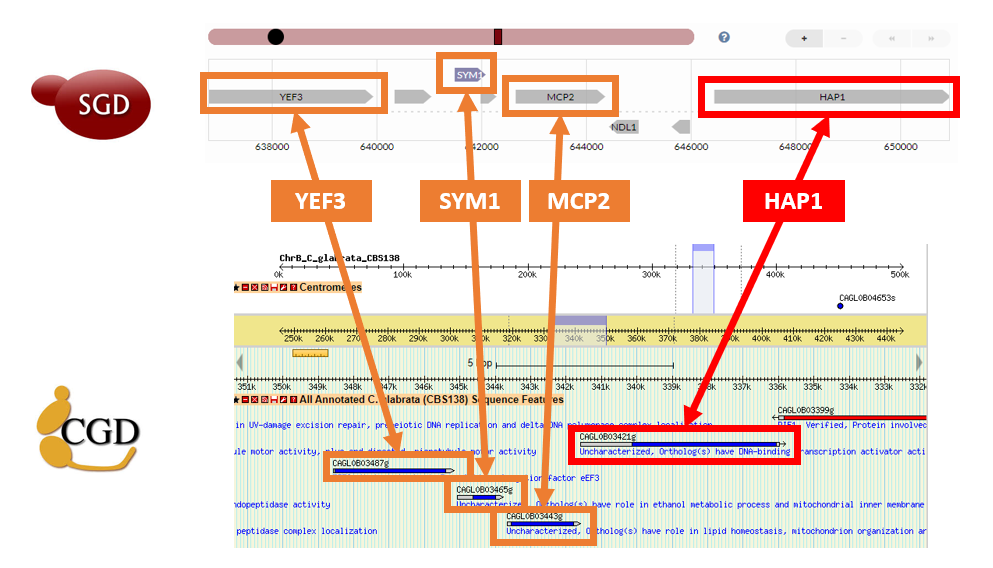 SGD
YEF3
SYM1
MCP2
HAP1
NDL1
638000 640000 642000 644000 646000 648000 650000
?
+ − « »
YEF3 SYM1 MCP2 HAP1
ChrB_C_glabrata_CBS138
0k 100k 200k 300k 400k 500k
Centromeres
CAGL0B04653s
250k 260k 270k 280k 290k 300k 310k 320k 330k 340k 350k 360k 370k 380k 390k 400k 410k 420k 430k 440k
5 kbp
351k 350k 349k 348k 347k 346k 345k 344k 343k 342k 341k 340k 339k 338k 337k 336k 335k 334k 333k 332k
All Annotated C. glabrata (CBS138) Sequence Features
CAGL0B03399g
in UV-damage excision repair, proteiotic DNA replication and delta DNA polymerase complex localization
Verified, Protein involved
CAGL0B03421g
ule motor activity, plus-end directed, microtubule motor activity
Uncharacterized, Ortholog(s) have DNA-binding transcription activator acti
CAGL0B03487g
factor eEF3
CAGL0B03465g
ndopeptidase activity
Uncharacterized, Ortholog(s) have role in ethanol metabolic process and mitochondrial inner membrane
CAGL0B03443g
peptidase complex localization
Uncharacterized, Ortholog(s) have role in lipid homeostasis, mitochondrion organization ar
CGD